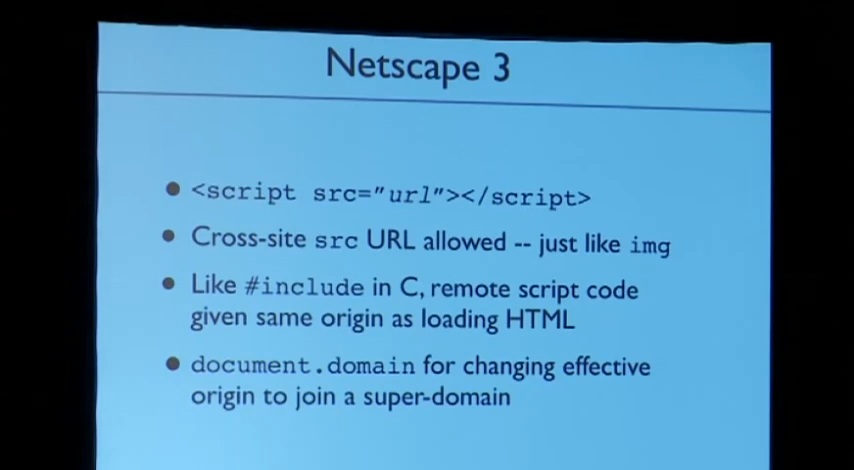 Netscape 3
● <script src="url"></script>
● Cross-site src URL allowed -- just like img
● Like #include in C, remote script code
given same origin as loading HTML
● document.domain for changing effective
origin to join a super-domain